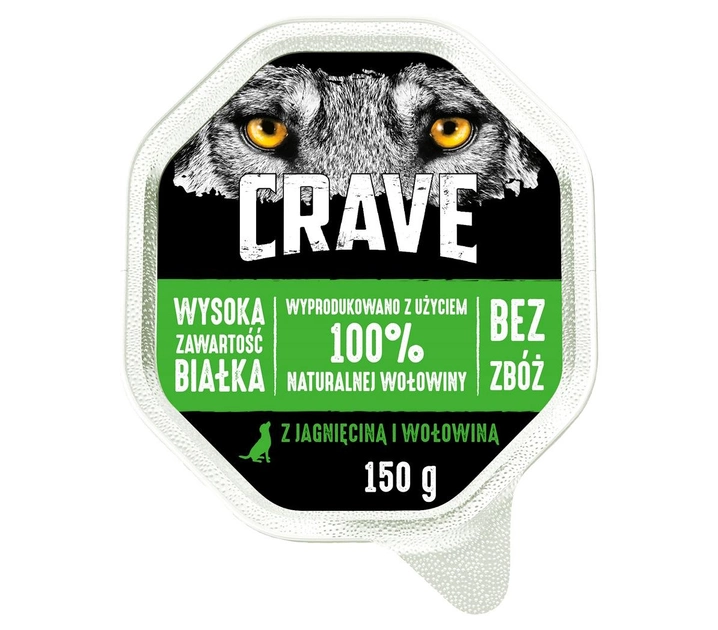 CRAVE
WYSOKA
ZAWARTOŚĆ
BIAŁKA
WYPRODUKOWANO Z UŻYCIEM
100%
NATURALNEJ WOŁOWINY
BEZ
ZBÓŻ
Z JAGNIĘCINĄ I WOŁOWINĄ
150 g